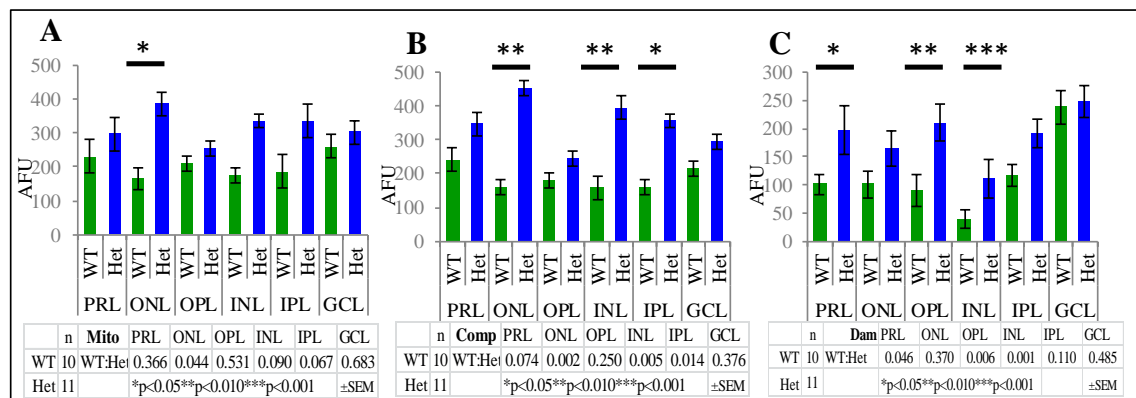 A
*
AFU
500
400
300
200
100
0
WT Het WT Het WT Het WT Het WT Het WT Het
PRL ONL OPL INL IPL GCL
n Mito PRL ONL OPL INL IPL GCL
WT 10 WT:Het 0.366 0.044 0.531 0.090 0.067 0.683
Het 11 *p<0.05**p<0.010***p<0.001 ±SEM
B
** ** *
AFU
500
400
300
200
100
0
WT Het WT Het WT Het WT Het WT Het WT Het
PRL ONL OPL INL IPL GCL
n Comp PRL ONL OPL INL IPL GCL
WT 10 WT:Het 0.074 0.002 0.250 0.005 0.014 0.376
Het 11 *p<0.05**p<0.010***p<0.001 ±SEM
C
* ** ***
AFU
300
250
200
150
100
50
0
WT Het WT Het WT Het WT Het WT Het WT Het
PRL ONL OPL INL IPL GCL
n Dam PRL ONL OPL INL IPL GCL
WT 10 WT:Het 0.046 0.370 0.006 0.001 0.110 0.485
Het 11 *p<0.05**p<0.010***p<0.001 ±SEM